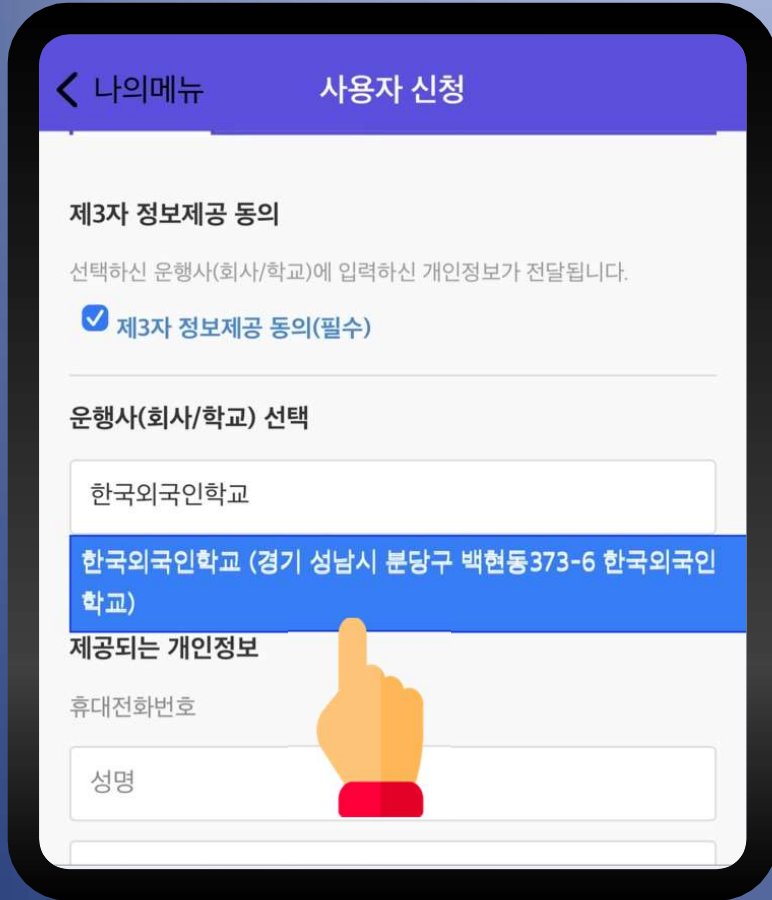 나의메뉴
사용자 신청
제3자 정보제공 동의
선택하신 운행사(회사/학교)에 입력하신 개인정보가 전달됩니다.
제3자 정보제공 동의(필수)
운행사(회사/학교) 선택
한국외국인학교
한국외국인학교 (경기 성남시 분당구 백현동373-6 한국외국인
학교)
제공되는 개인정보
휴대전화번호
성명